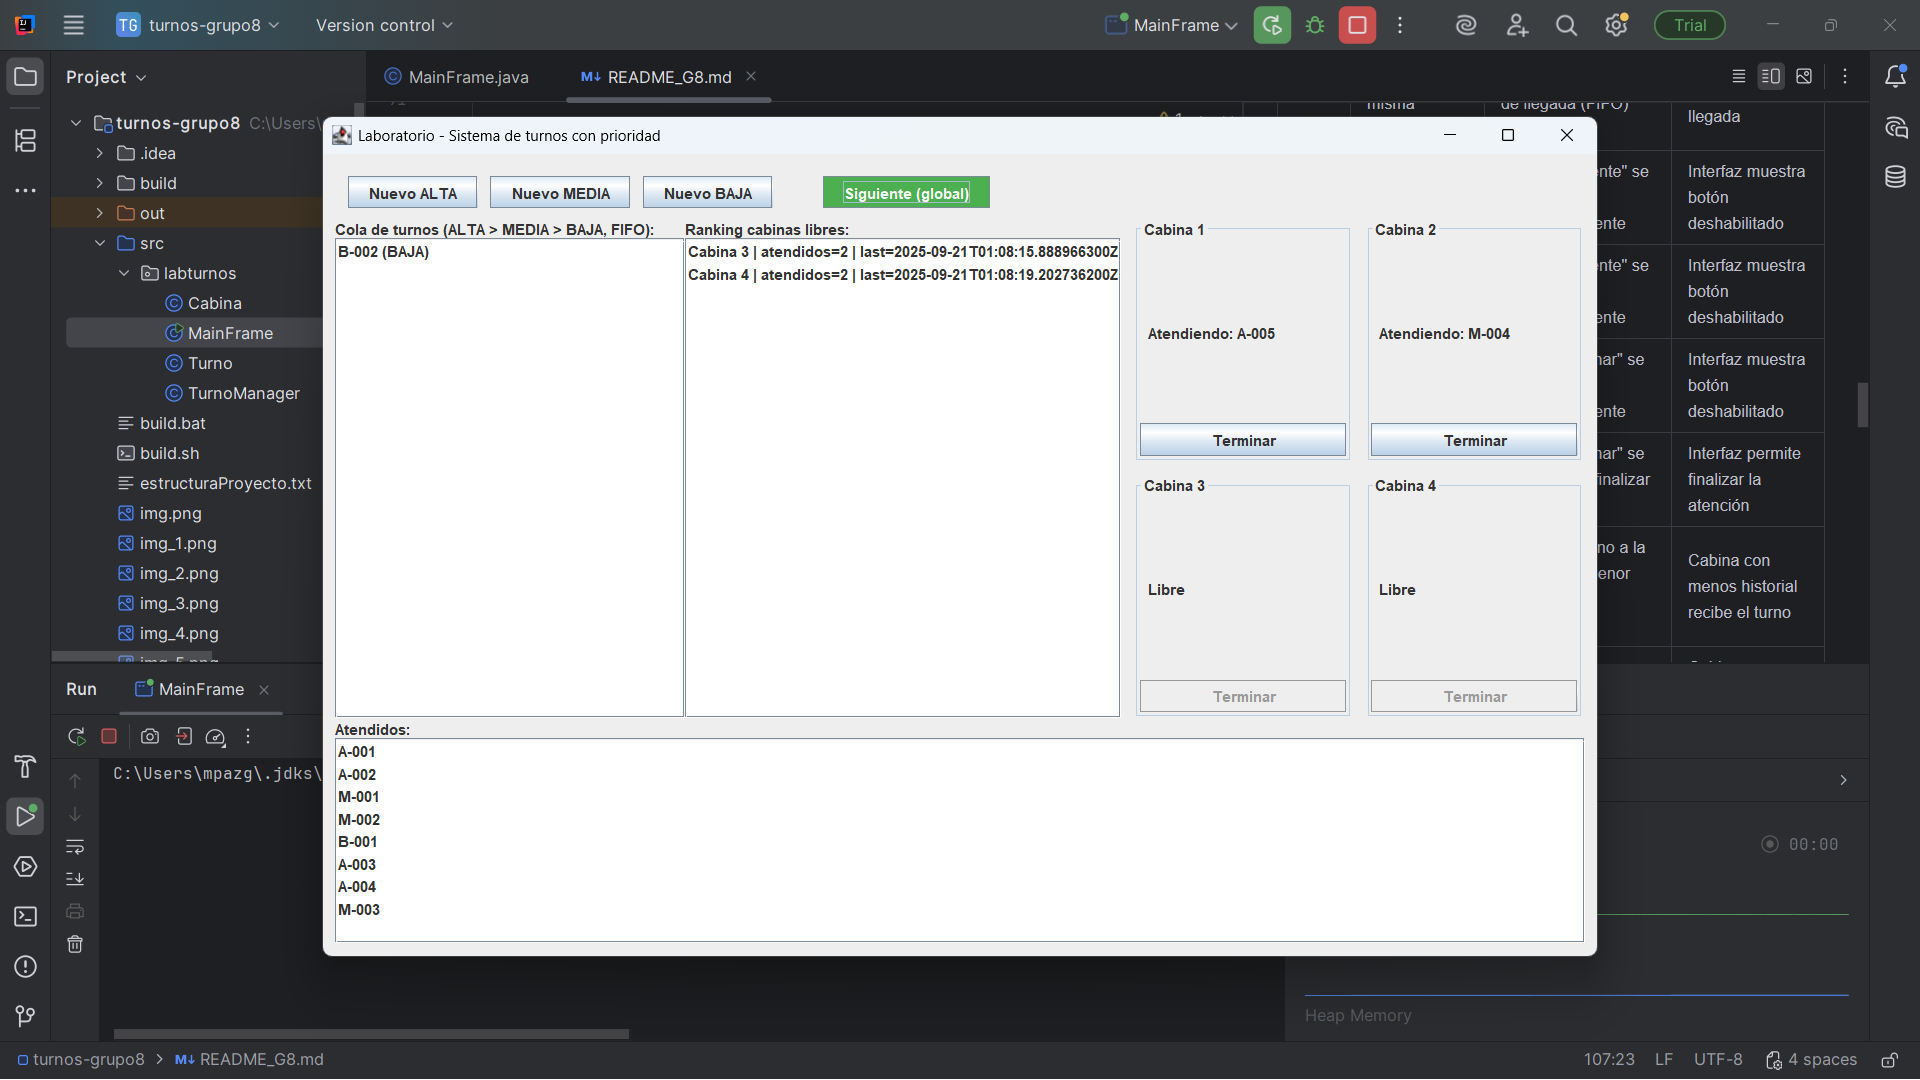 TG turnos-grupo8
Version control
MainFrame
Trial
Project
MainFrame.java
M↓ README_G8.md
turnos-grupo8 C:\Users\
.idea
build
out
src
labturnos
Cabina
MainFrame
Turno
TurnoManager
build.bat
build.sh
estructuraProyecto.txt
img.png
img_1.png
img_2.png
img_3.png
img_4.png
img_5.png
misma
de llegada (FIFO)
llegada
nte" se
ente
Interfaz muestra
botón
deshabilitado
nte" se
ente
Interfaz muestra
botón
deshabilitado
nar" se
ente
Interfaz muestra
botón
deshabilitado
nar" se
finalizar
Interfaz permite
finalizar la
atención
no a la
enor
Cabina con
menos historial
recibe el turno
Laboratorio - Sistema de turnos con prioridad
Nuevo ALTA
Nuevo MEDIA
Nuevo BAJA
Siguiente (global)
Cola de turnos (ALTA > MEDIA > BAJA, FIFO):
B-002 (BAJA)
Ranking cabinas libres:
Cabina 3 | atendidos=2 | last=2025-09-21T01:08:15.888966300Z
Cabina 4 | atendidos=2 | last=2025-09-21T01:08:19.202736200Z
Cabina 1
Atendiendo: A-005
Terminar
Cabina 2
Atendiendo: M-004
Terminar
Cabina 3
Libre
Terminar
Cabina 4
Libre
Terminar
Atendidos:
A-001
A-002
M-001
M-002
B-001
A-003
A-004
M-003
Run
MainFrame
C:\Users\mpazg\.jdks\
00:00
Heap Memory
turnos-grupo8 > M↓ README_G8.md
107:23
LF
UTF-8
4 spaces